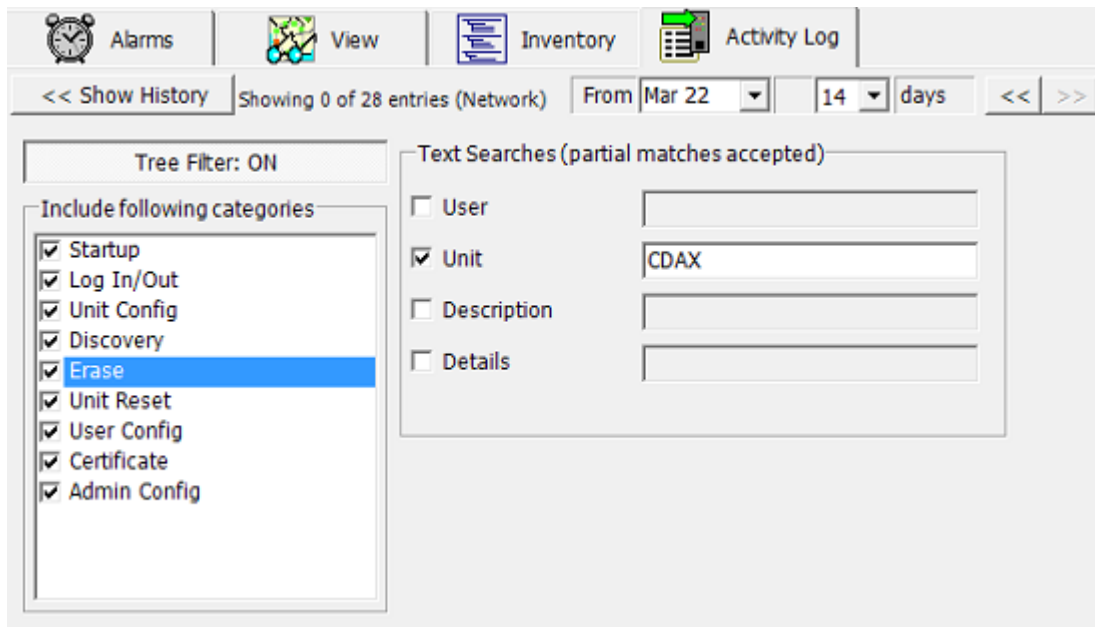 Alarms View Inventory Activity Log
<< Show History Showing 0 of 28 entries (Network) From Mar 22 14 days << >>
Tree Filter: ON
Include following categories
Startup
Log In/Out
Unit Config
Discovery
Erase
Unit Reset
User Config
Certificate
Admin Config
Text Searches (partial matches accepted)
User
Unit CDAX
Description
Details